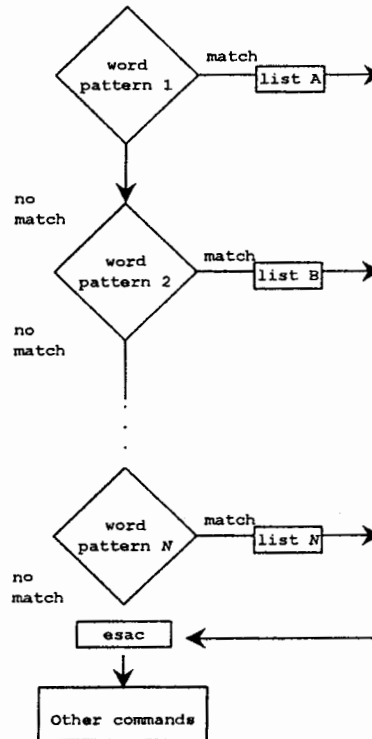 word
pattern 1
match
list A
no
match
word
pattern 2
match
list B
no
match
word
pattern N
match
list N
no
match
esac
Other commands